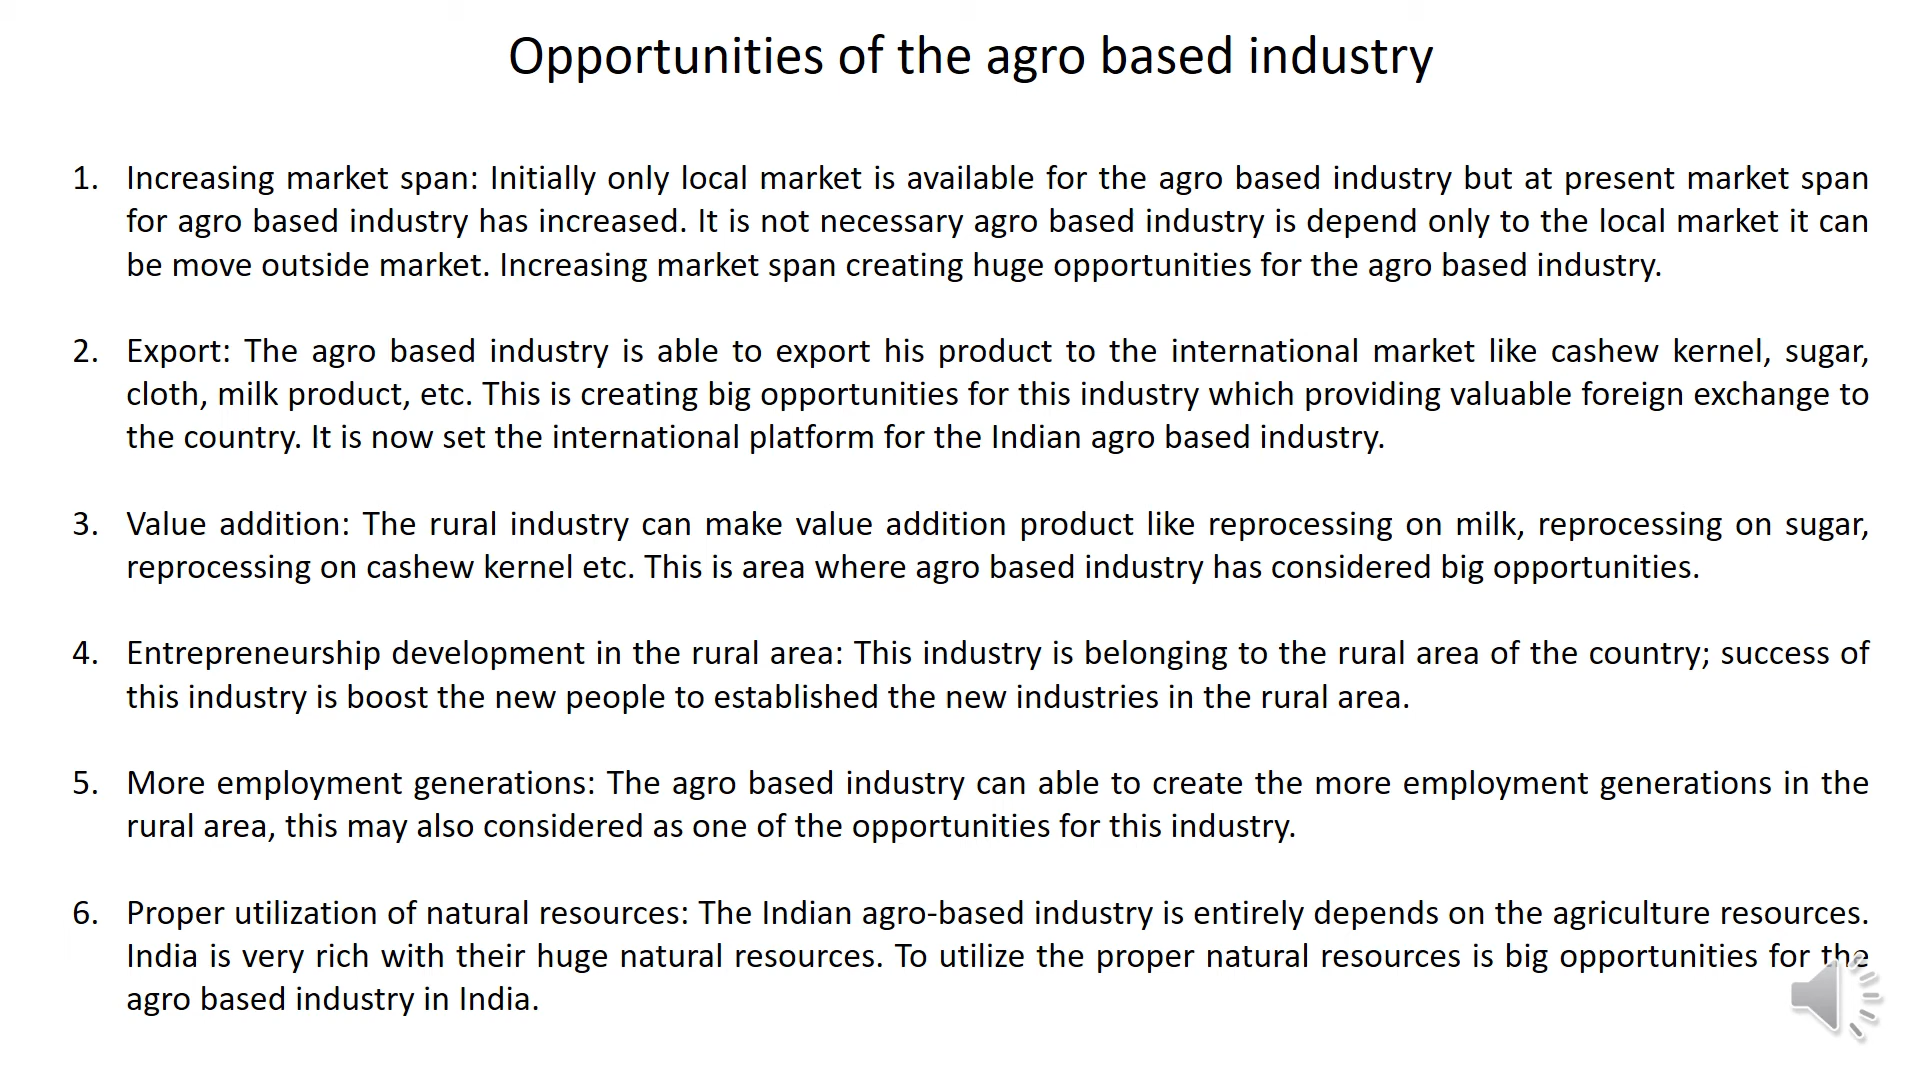 Opportunities of the agro based industry
1. Increasing market span: Initially only local market is available for the agro based industry but at present market span
for agro based industry has increased. It is not necessary agro based industry is depend only to the local market it can
be move outside market. Increasing market span creating huge opportunities for the agro based industry.
2. Export: The agro based industry is able to export his product to the international market like cashew kernel, sugar,
cloth, milk product, etc. This is creating big opportunities for this industry which providing valuable foreign exchange to
the country. It is now set the international platform for the Indian agro based industry.
3. Value addition: The rural industry can make value addition product like reprocessing on milk, reprocessing on sugar,
reprocessing on cashew kernel etc. This is area where agro based industry has considered big opportunities.
4. Entrepreneurship development in the rural area: This industry is belonging to the rural area of the country; success of
this industry is boost the new people to established the new industries in the rural area.
5. More employment generations: The agro based industry can able to create the more employment generations in the
rural area, this may also considered as one of the opportunities for this industry.
6. Proper utilization of natural resources: The Indian agro-based industry is entirely depends on the agriculture resources.
India is very rich with their huge natural resources. To utilize the proper natural resources is big opportunities for the
agro based industry in India.